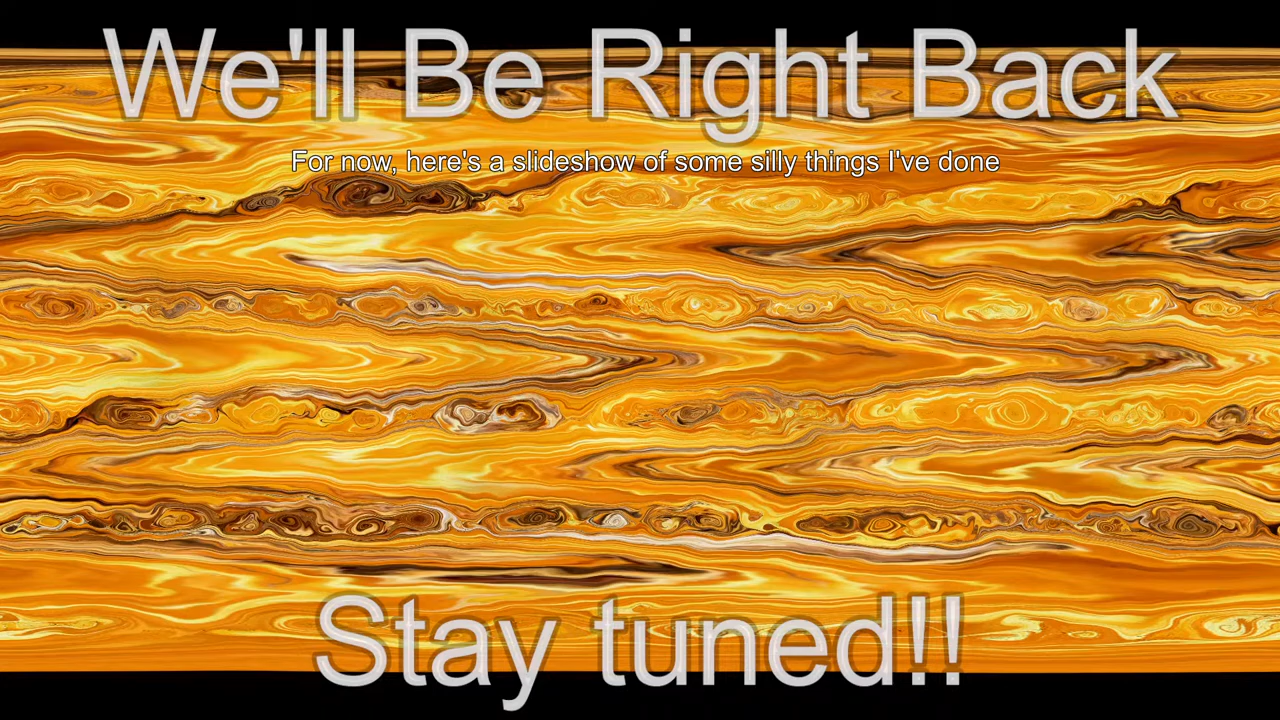 We'll Be Right Back
For now, here's a slideshow of some silly things I've done
Stay tuned!!